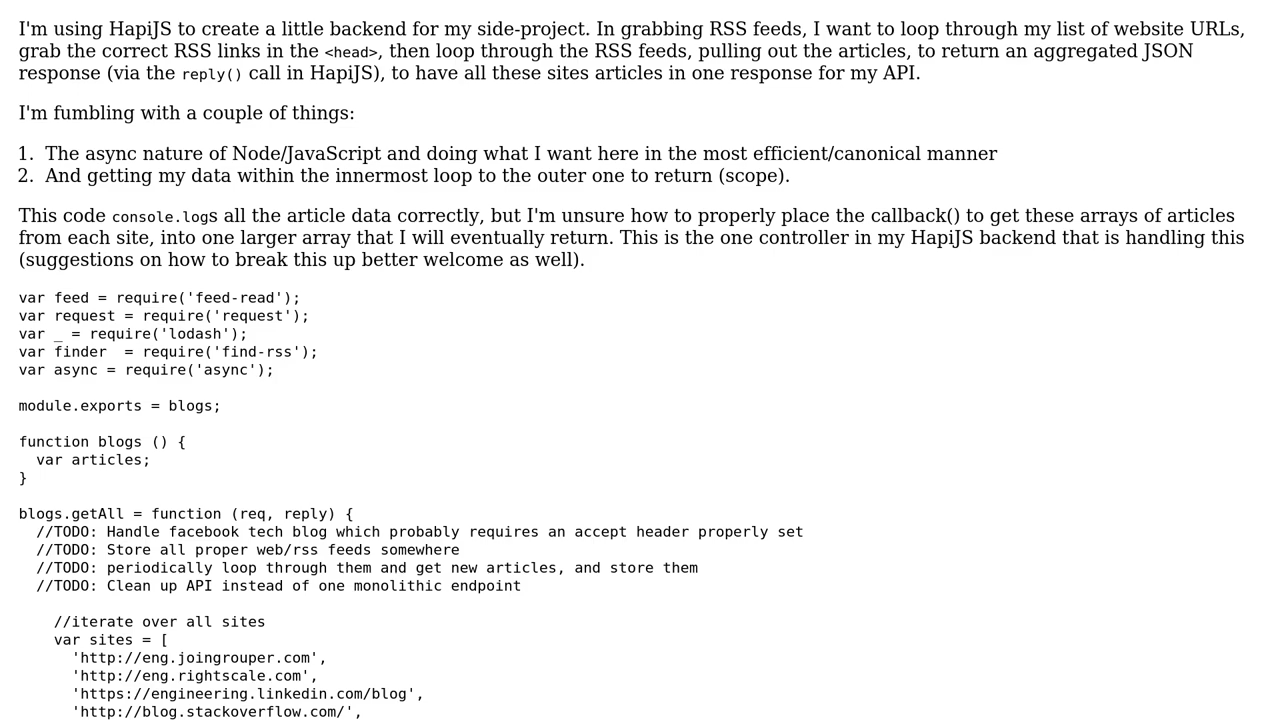 I'm using HapiJS to create a little backend for my side-project. In grabbing RSS feeds, I want to loop through my list of website URLs,
grab the correct RSS links in the <head>, then loop through the RSS feeds, pulling out the articles, to return an aggregated JSON
response (via the reply() call in HapiJS), to have all these sites articles in one response for my API.
I'm fumbling with a couple of things:
1. The async nature of Node/JavaScript and doing what I want here in the most efficient/canonical manner
2. And getting my data within the innermost loop to the outer one to return (scope).
This code console.logs all the article data correctly, but I'm unsure how to properly place the callback() to get these arrays of articles
from each site, into one larger array that I will eventually return. This is the one controller in my HapiJS backend that is handling this
(suggestions on how to break this up better welcome as well).
var feed = require('feed-read');
var request = require('request');
var _ = require('lodash');
var finder  = require('find-rss');
var async = require('async');
module.exports = blogs;
function blogs () {
  var articles;
}
blogs.getAll = function (req, reply) {
  //TODO: Handle facebook tech blog which probably requires an accept header properly set
  //TODO: Store all proper web/rss feeds somewhere
  //TODO: periodically loop through them and get new articles, and store them
  //TODO: Clean up API instead of one monolithic endpoint
    //iterate over all sites
    var sites = [
      'http://eng.joingrouper.com',
      'http://eng.rightscale.com',
      'https://engineering.linkedin.com/blog',
      'http://blog.stackoverflow.com/',